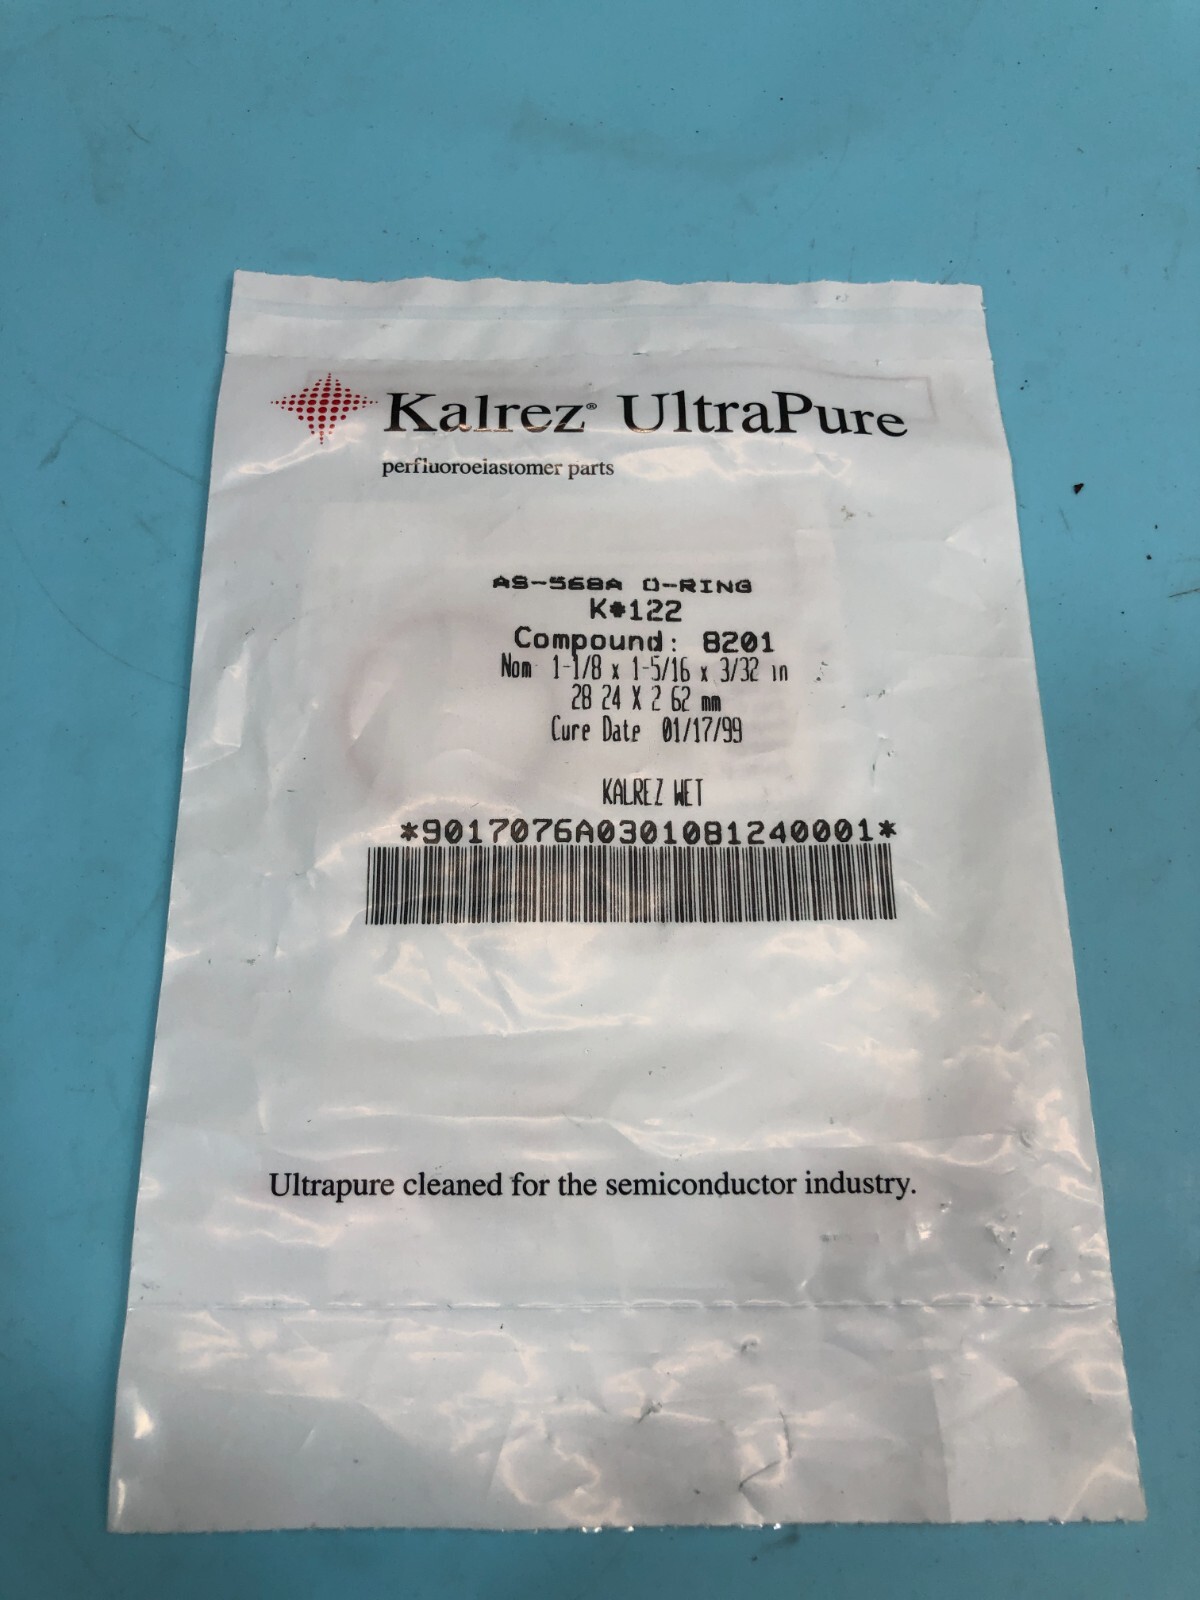 Kalrez® UltraPure
perfluoroelastomer parts
AS-568A O-RING
K#122
Compound: 8201
Nom 1-1/8 x 1-5/16 x 3/32 in
28 24 X 2 62 mm
Cure Date 01/17/99
KALREZ WET
*9017076A0301081240001*
Ultrapure cleaned for the semiconductor industry.